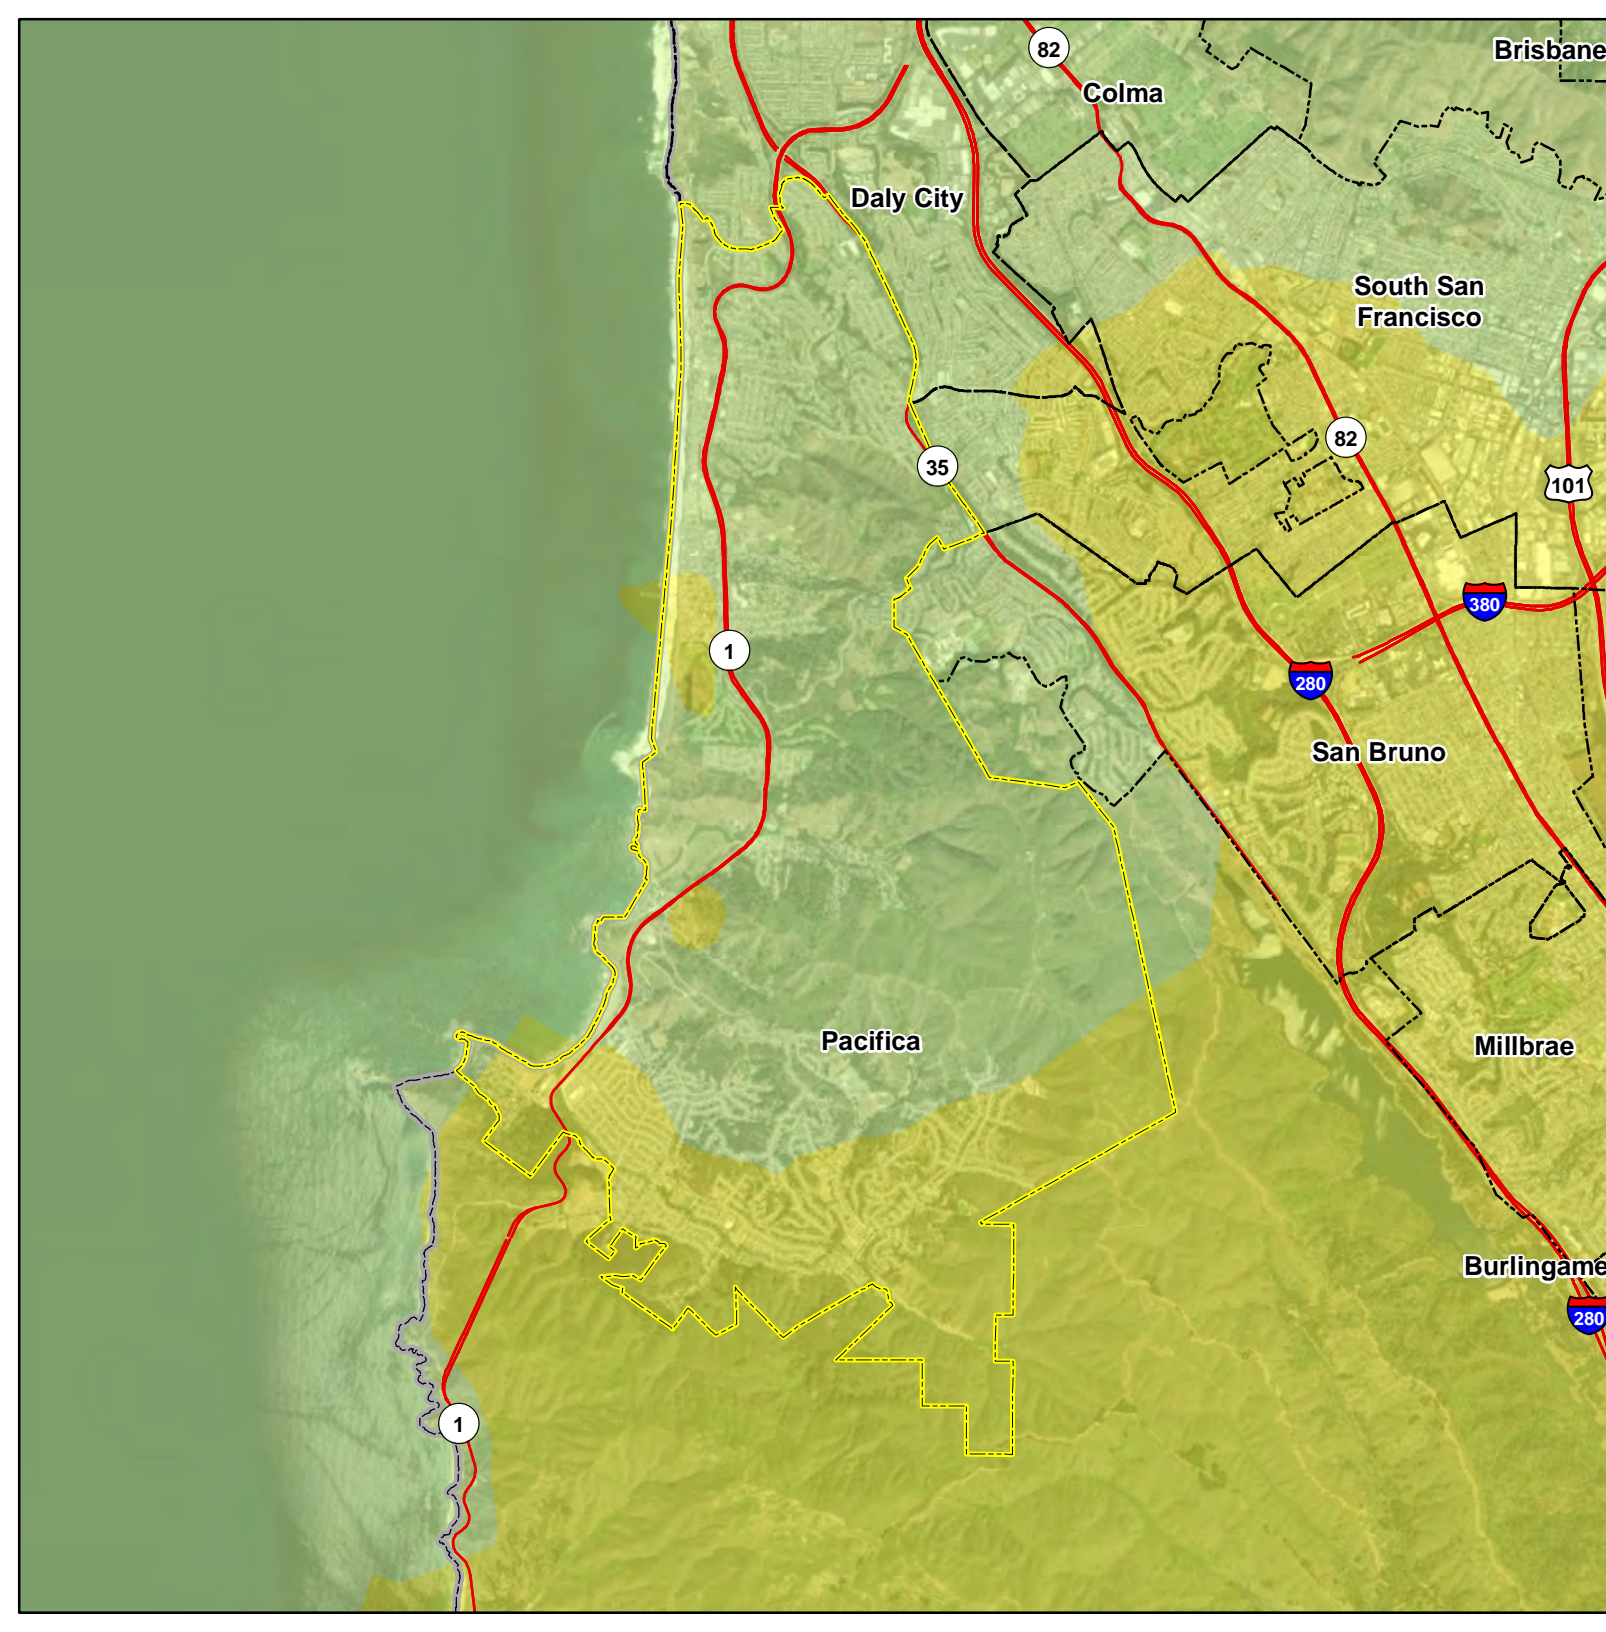 82
Brisbane
Colma
Daly City
South San
Francisco
82
35
101
380
1
280
San Bruno
Pacifica
Millbrae
Burlingame
280
1